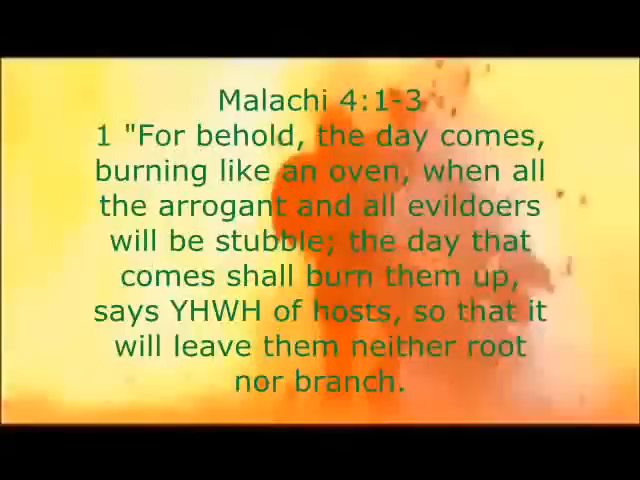 Malachi 4:1-3
1 "For behold, the day comes,
burning like an oven, when all
the arrogant and all evildoers
will be stubble; the day that
comes shall burn them up,
says YHWH of hosts, so that it
will leave them neither root
nor branch.